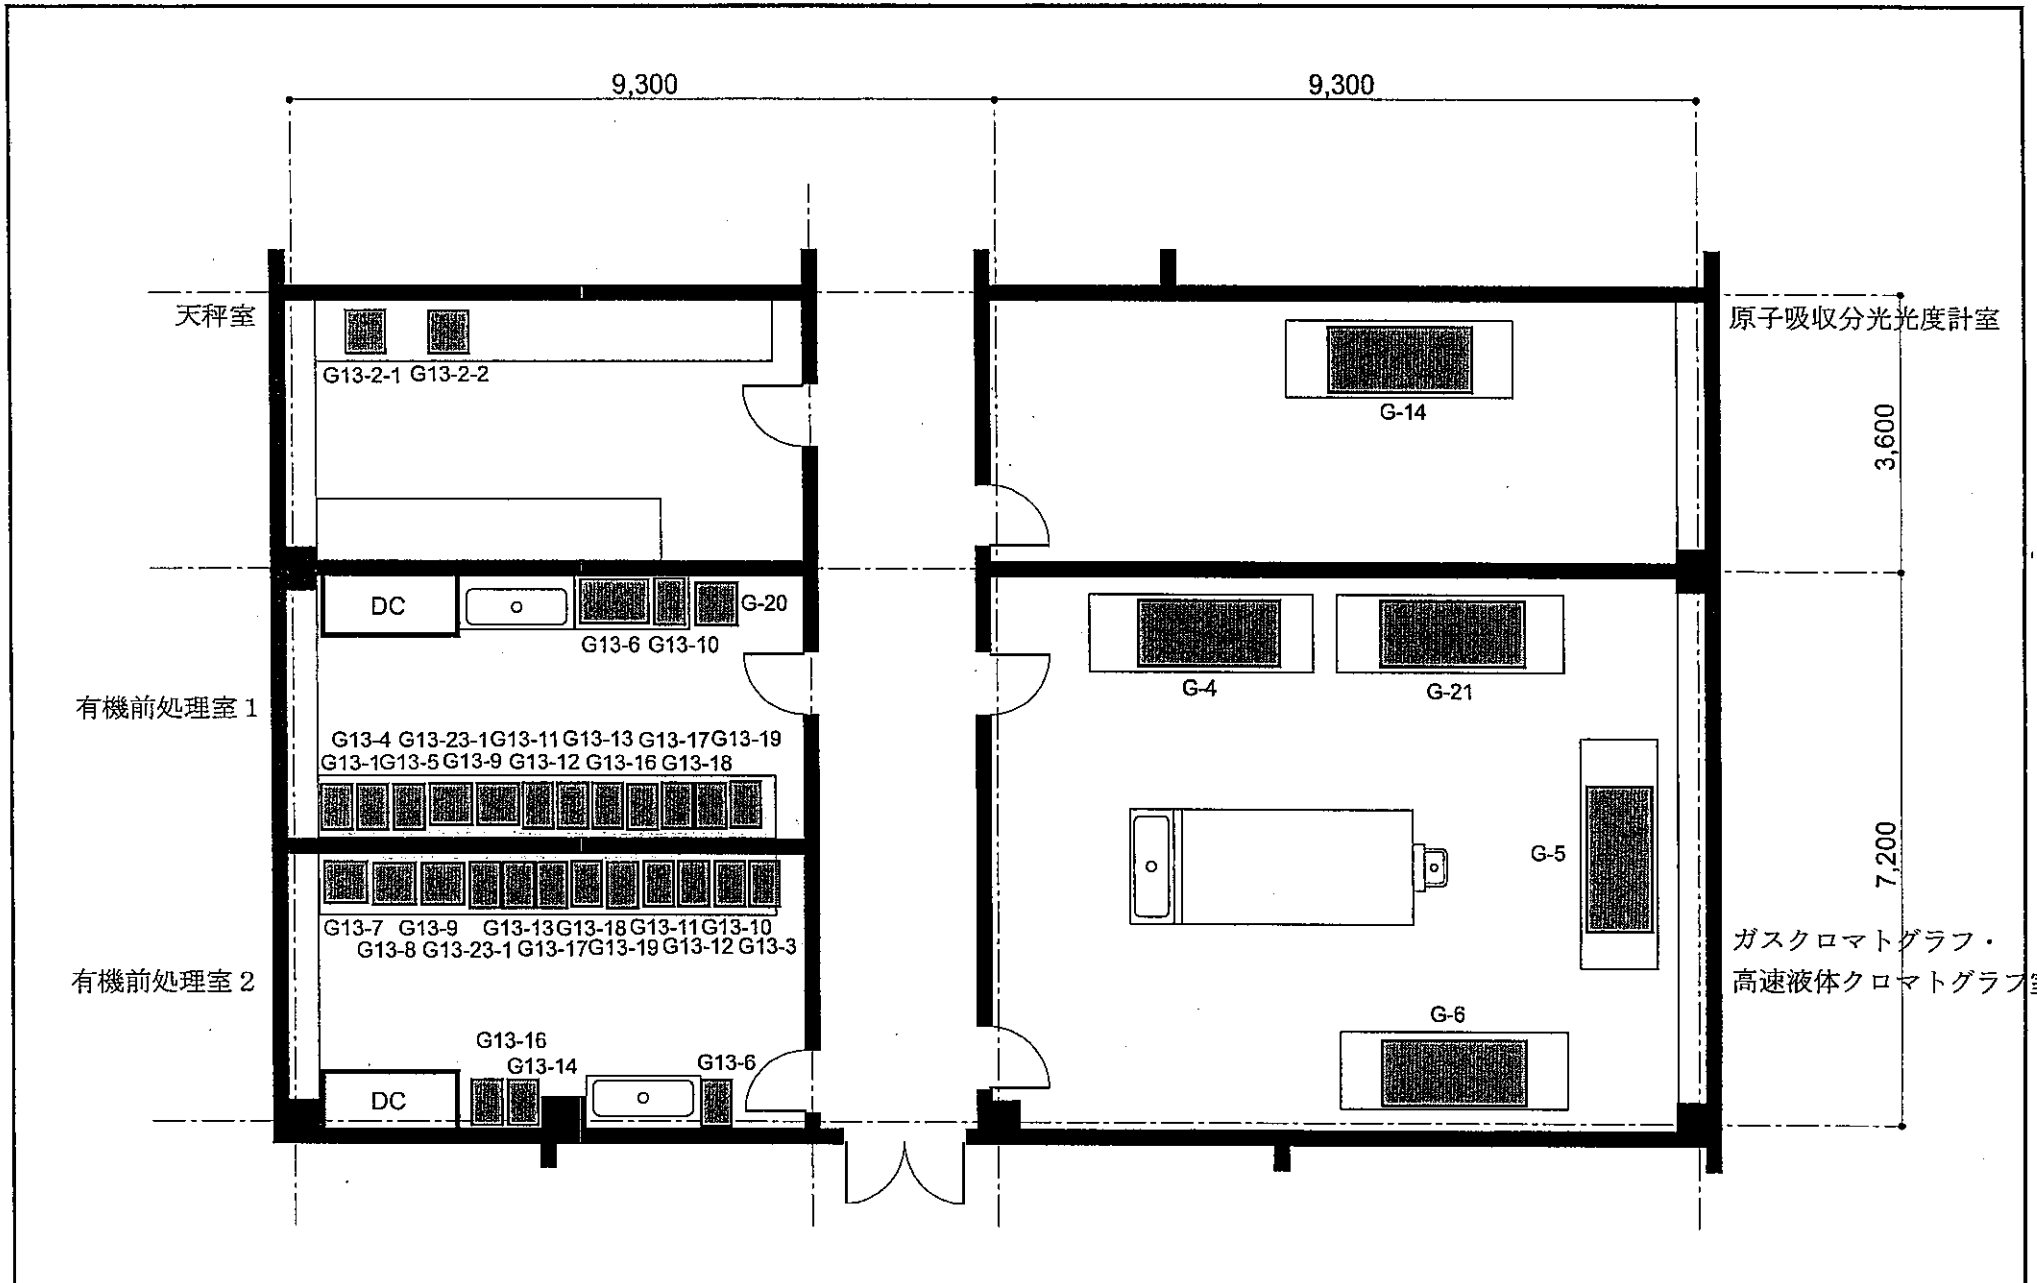 9,300
9,300
天秤室
G13-2-1
G13-2-2
原子吸収分光光度計室
G-14
3,600
DC
G13-6
G13-10
G-20
有機前処理室1
G13-4 G13-23-1 G13-11 G13-13 G13-17 G13-19
G13-1 G13-5 G13-9 G13-12 G13-16 G13-18
G-4
G-21
G-5
7,200
G13-7 G13-9 G13-13 G13-18 G13-11 G13-10
G13-8 G13-23-1 G13-17 G13-19 G13-12 G13-3
有機前処理室2
ガスクロマトグラフ・
高速液体クロマトグラフ室
G-6
G13-16
G13-14
G13-6
DC